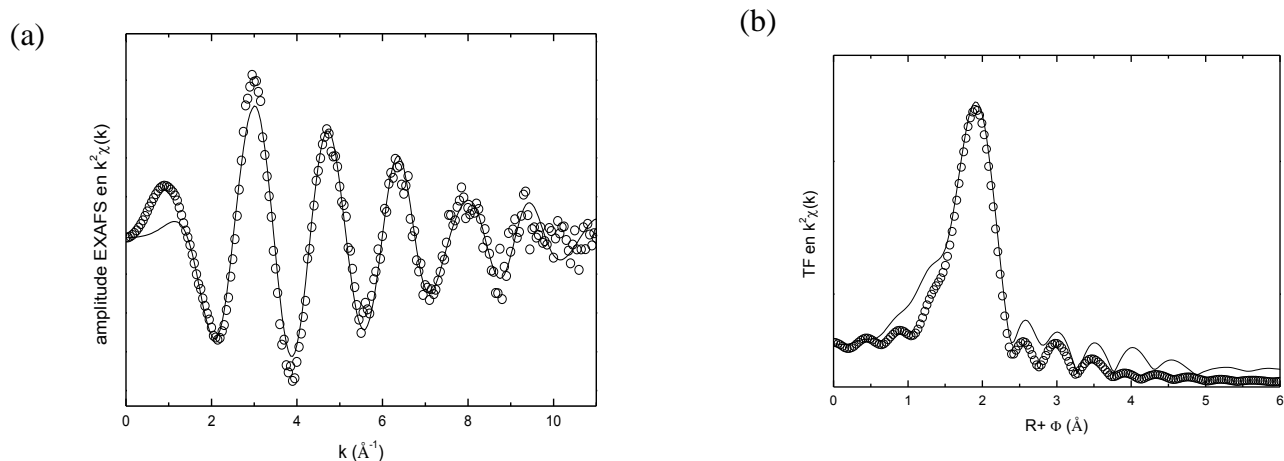 (a)
amplitude EXAFS en k²χ(k)
0 2 4 6 8 10
k (Å⁻¹)
(b)
TF en k²χ(k)
0 1 2 3 4 5 6
R+ Φ (Å)